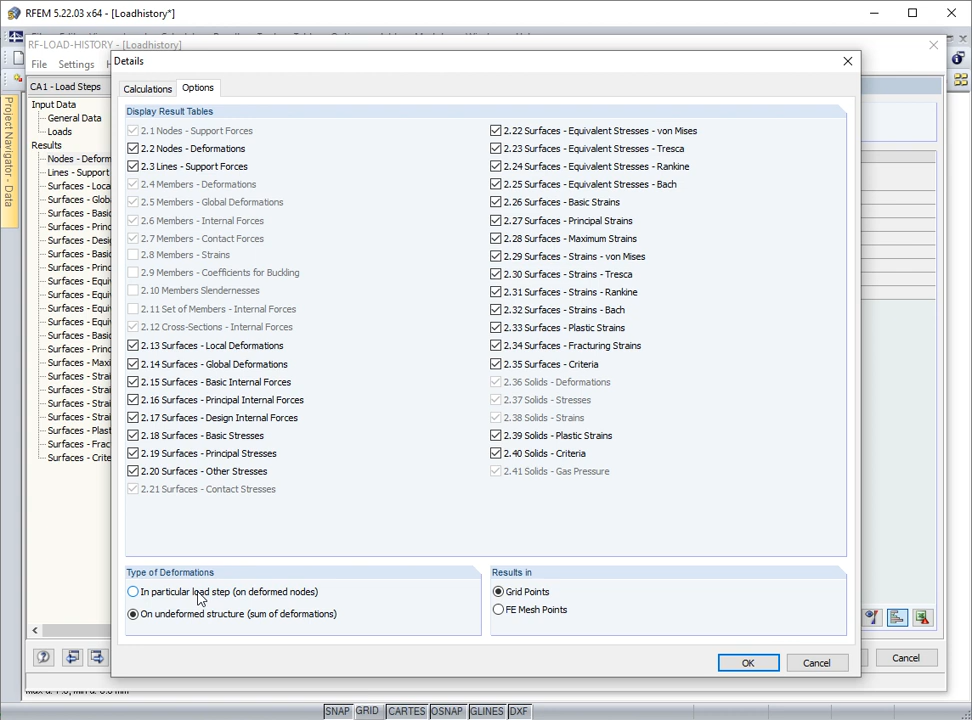 RFEM 5.22.03 x64 - [Loadhistory*]
RF-LOAD-HISTORY - [Loadhistory]
File Settings H
Details
CA1 - Load Steps
Calculations Options
Project Navigator - Data
Input Data
General Data
Loads
Results
Nodes - Deform
Lines - Support
Surfaces - Loca
Surfaces - Glob
Surfaces - Basic
Surfaces - Princ
Surfaces - Desig
Surfaces - Basic
Surfaces - Princ
Surfaces - Othe
Surfaces - Equi
Surfaces - Equi
Surfaces - Equi
Surfaces - Equi
Surfaces - Basic
Surfaces - Princ
Surfaces - Maxi
Surfaces - Strai
Surfaces - Strai
Surfaces - Strai
Surfaces - Strai
Surfaces - Plast
Surfaces - Frac
Surfaces - Crite
Display Result Tables
2.1 Nodes - Support Forces
2.2 Nodes - Deformations
2.3 Lines - Support Forces
2.4 Members - Deformations
2.5 Members - Global Deformations
2.6 Members - Internal Forces
2.7 Members - Contact Forces
2.8 Members - Strains
2.9 Members - Coefficients for Buckling
2.10 Members Slendernesses
2.11 Set of Members - Internal Forces
2.12 Cross-Sections - Internal Forces
2.13 Surfaces - Local Deformations
2.14 Surfaces - Global Deformations
2.15 Surfaces - Basic Internal Forces
2.16 Surfaces - Principal Internal Forces
2.17 Surfaces - Design Internal Forces
2.18 Surfaces - Basic Stresses
2.19 Surfaces - Principal Stresses
2.20 Surfaces - Other Stresses
2.21 Surfaces - Contact Stresses
2.22 Surfaces - Equivalent Stresses - von Mises
2.23 Surfaces - Equivalent Stresses - Tresca
2.24 Surfaces - Equivalent Stresses - Rankine
2.25 Surfaces - Equivalent Stresses - Bach
2.26 Surfaces - Basic Strains
2.27 Surfaces - Principal Strains
2.28 Surfaces - Maximum Strains
2.29 Surfaces - Strains - von Mises
2.30 Surfaces - Strains - Tresca
2.31 Surfaces - Strains - Rankine
2.32 Surfaces - Strains - Bach
2.33 Surfaces - Plastic Strains
2.34 Surfaces - Fracturing Strains
2.35 Surfaces - Criteria
2.36 Solids - Deformations
2.37 Solids - Stresses
2.38 Solids - Strains
2.39 Solids - Plastic Strains
2.40 Solids - Criteria
2.41 Solids - Gas Pressure
Type of Deformations
In particular load step (on deformed nodes)
On undeformed structure (sum of deformations)
Results in
Grid Points
FE Mesh Points
OK
Cancel
Cancel
SNAP GRID CARTES OSNAP GLINES DXF